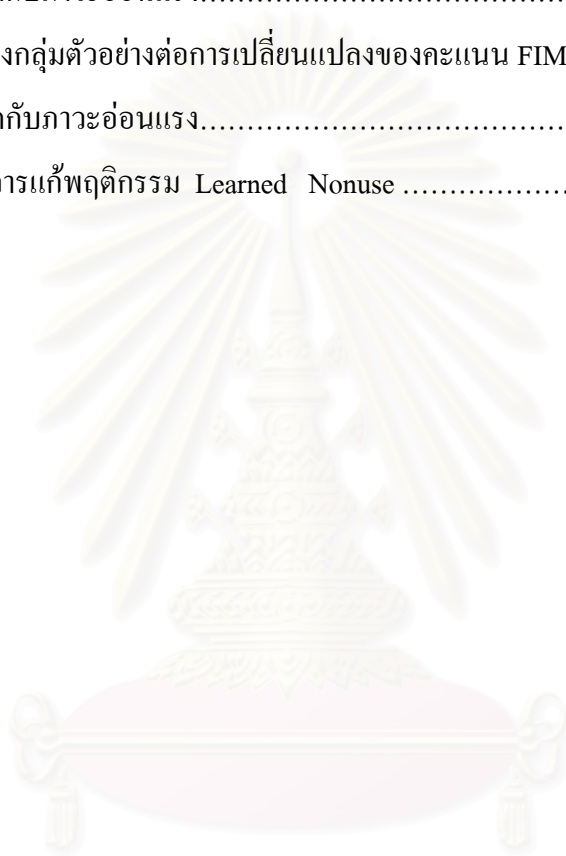 งกลุ่มตัวอย่างต่อการเปลี่ยนแปลงของคะแนน FIM
กับภาวะอ่อนแรง...............................................
ารแก้พฤติกรรม Learned Nonuse ..................